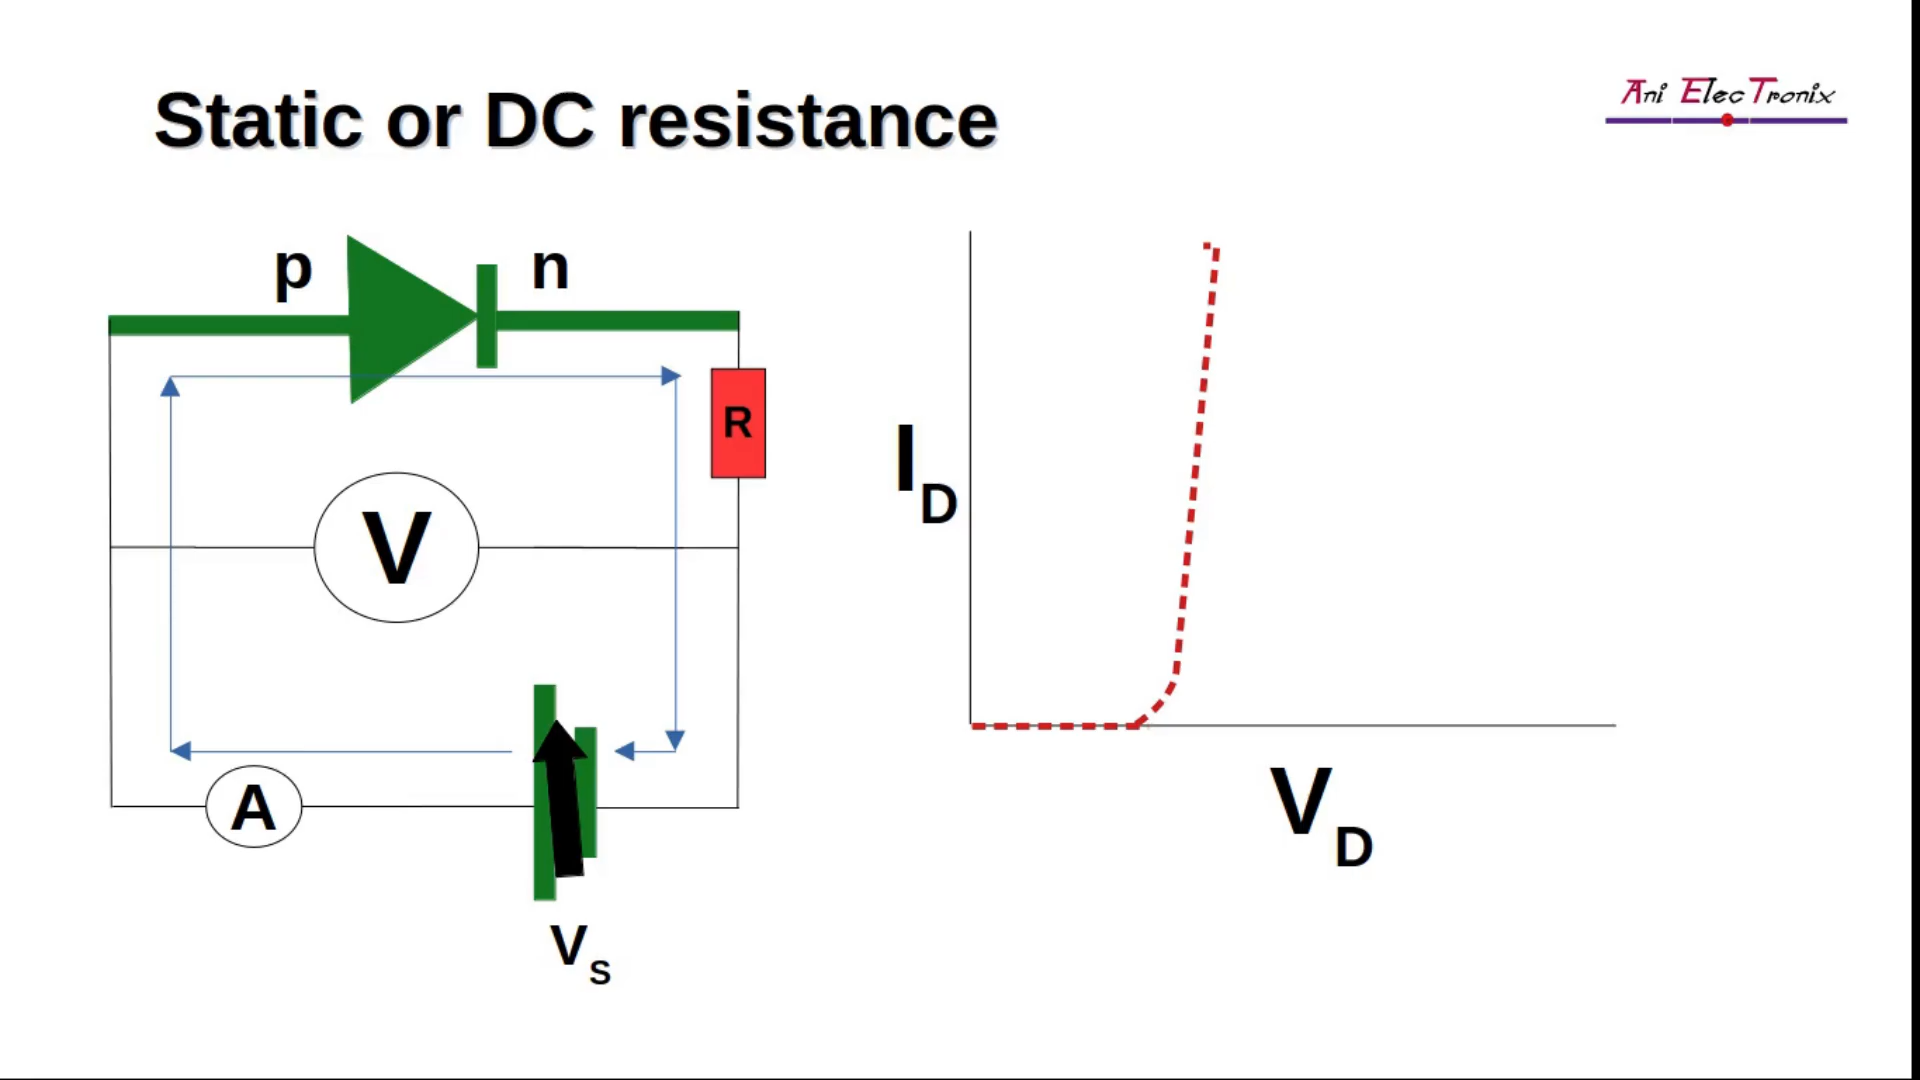 Static or DC resistance
Ani ElecTronix
p n
R
I_D
V
A
V_D
V_S